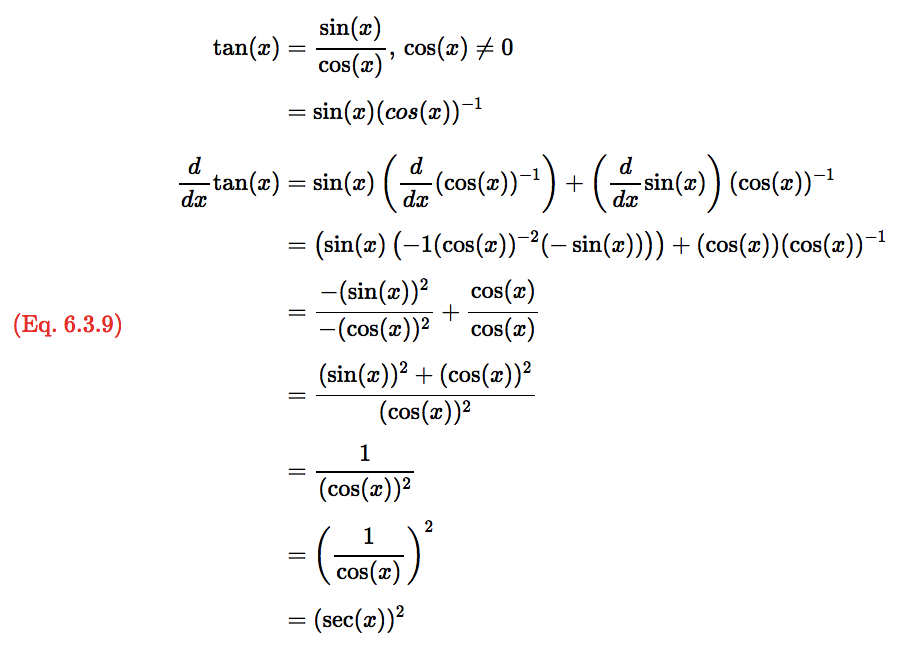 tan(x) = sin(x)/cos(x), cos(x) ≠ 0
= sin(x)(cos(x))⁻¹
d/dx tan(x) = sin(x) (d/dx (cos(x))⁻¹) + (d/dx sin(x)) (cos(x))⁻¹
= (sin(x) (−1(cos(x))⁻²(− sin(x)))) + (cos(x))(cos(x))⁻¹
(Eq. 6.3.9) = −(sin(x))²/−(cos(x))² + cos(x)/cos(x)
= ((sin(x))² + (cos(x))²)/(cos(x))²
= 1/(cos(x))²
= (1/cos(x))²
= (sec(x))²